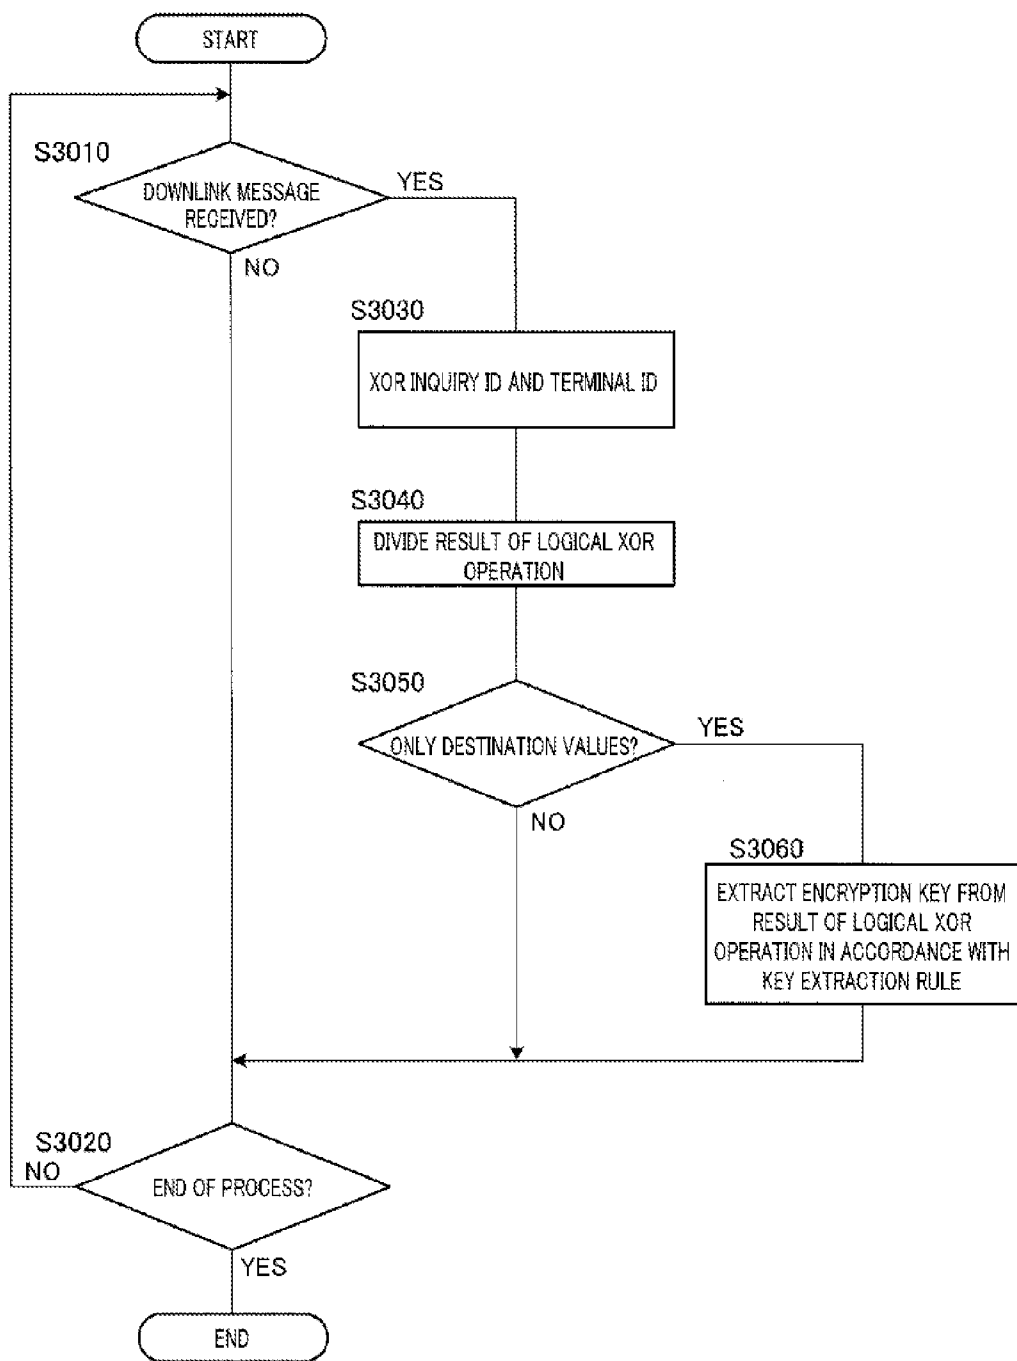 START
S3010
DOWNLINK MESSAGE
RECEIVED?
YES
NO
S3030
XOR INQUIRY ID AND TERMINAL ID
S3040
DIVIDE RESULT OF LOGICAL XOR
OPERATION
S3050
ONLY DESTINATION VALUES?
YES
NO
S3060
EXTRACT ENCRYPTION KEY FROM
RESULT OF LOGICAL XOR
OPERATION IN ACCORDANCE WITH
KEY EXTRACTION RULE
S3020
NO
END OF PROCESS?
YES
END